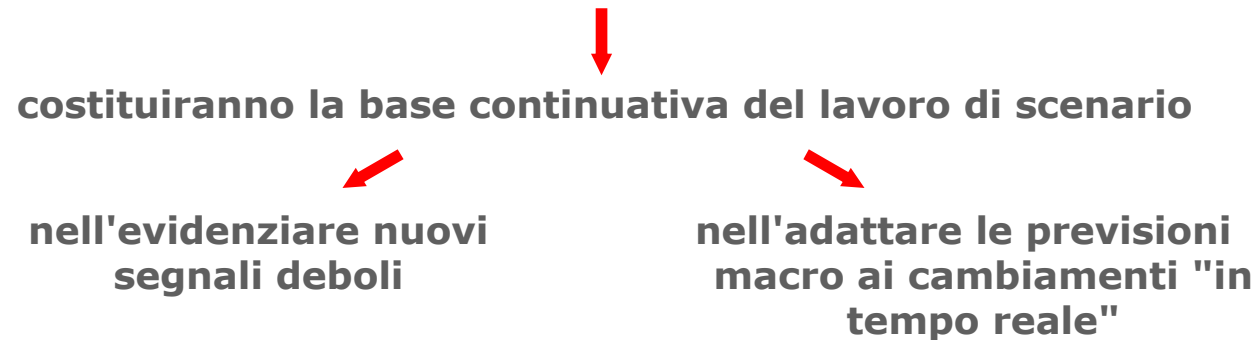 costituiranno la base continuativa del lavoro di scenario
nell'evidenziare nuovi
segnali deboli
nell'adattare le previsioni
macro ai cambiamenti "in
tempo reale"